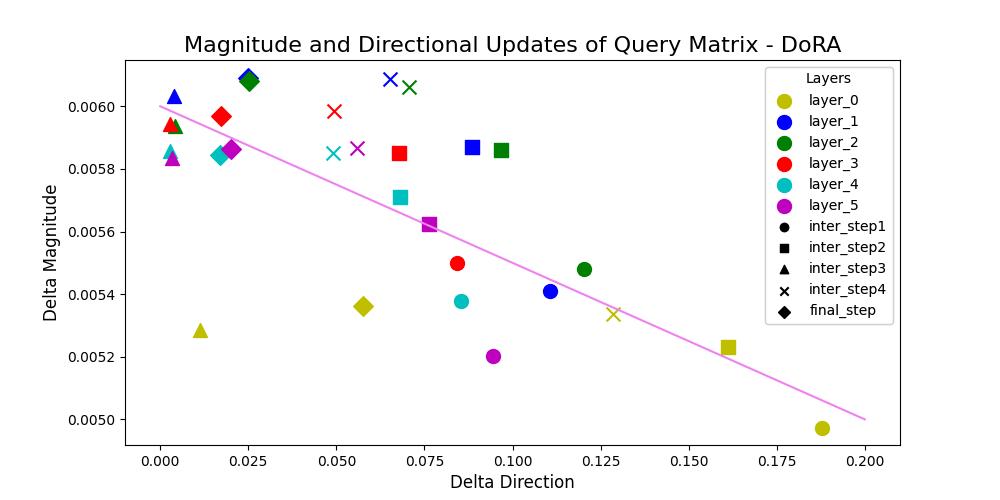 Magnitude and Directional Updates of Query Matrix - DoRA
Delta Magnitude
0.0060
0.0058
0.0056
0.0054
0.0052
0.0050
Layers
layer_0
layer_1
layer_2
layer_3
layer_4
layer_5
inter_step1
inter_step2
inter_step3
inter_step4
final_step
0.000 0.025 0.050 0.075 0.100 0.125 0.150 0.175 0.200
Delta Direction